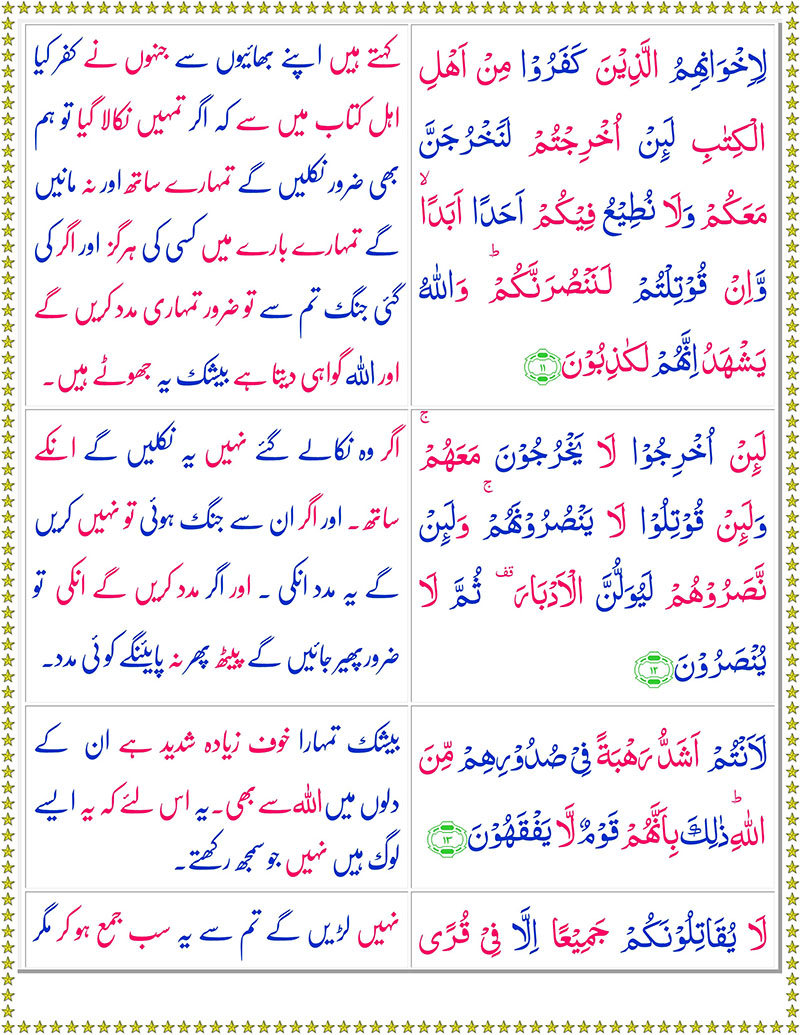 لِاِخْوَانِهِمُ الَّذِيْنَ كَفَرُوْا مِنْ اَهْلِ
الْكِتٰبِ لَىِٕنْ اُخْرِجْتُمْ لَنَخْرُجَنَّ
مَعَكُمْ وَلَا نُطِيْعُ فِيْكُمْ اَحَدًا اَبَدًاۙ
وَّاِنْ قُوْتِلْتُمْ لَنَنْصُرَنَّكُمْؕ وَاللّٰهُ
يَشْهَدُ اِنَّهُمْ لَكٰذِبُوْنَ ۱۱
کہتے ہیں اپنے بھائیوں سے جنہوں نے کفر کیا
اہل کتاب میں سے کہ اگر تمہیں نکالا گیا تو ہم
بھی ضرور نکلیں گے تمہارے ساتھ اور نہ مانیں
گے تمہارے بارے میں کسی کی ہرگز اور اگر کی
گئی جنگ تم سے تو ضرور تمہاری مدد کریں گے
اور اللہ گواہی دیتا ہے بیشک یہ جھوٹے ہیں۔
لَىِٕنْ اُخْرِجُوْا لَا يَخْرُجُوْنَ مَعَهُمْۚ
وَلَىِٕنْ قُوْتِلُوْا لَا يَنْصُرُوْنَهُمْۚ وَلَىِٕنْ
نَّصَرُوْهُمْ لَيُوَلُّنَّ الْاَدْبَارَ قف ثُمَّ لَا
يُنْصَرُوْنَ ۱۲
اگر وہ نکالے گئے نہیں یہ نکلیں گے انکے
ساتھ۔ اور اگر ان سے جنگ ہوئی تو نہیں کریں
گے یہ مدد انکی ۔ اور اگر مدد کریں گے انکی تو
ضرور پھیر جائیں گے پیٹھ پھر نہ پایئنگے کوئی مدد۔
لَاَنْتُمْ اَشَدُّ رَهْبَةً فِيْ صُدُوْرِهِمْ مِّنَ
اللّٰهِؕ ذٰلِكَ بِاَنَّهُمْ قَوْمٌ لَّا يَفْقَهُوْنَ ۱۳
بیشک تمہارا خوف زیادہ شدید ہے ان کے
دلوں میں اللہ سے بھی۔ یہ اس لئے کہ یہ ایسے
لوگ ہیں نہیں جو سمجھ رکھتے۔
لَا يُقَاتِلُوْنَكُمْ جَمِيْعًا اِلَّا فِيْ قُرًى
نہیں لڑیں گے تم سے یہ سب جمع ہو کر مگر